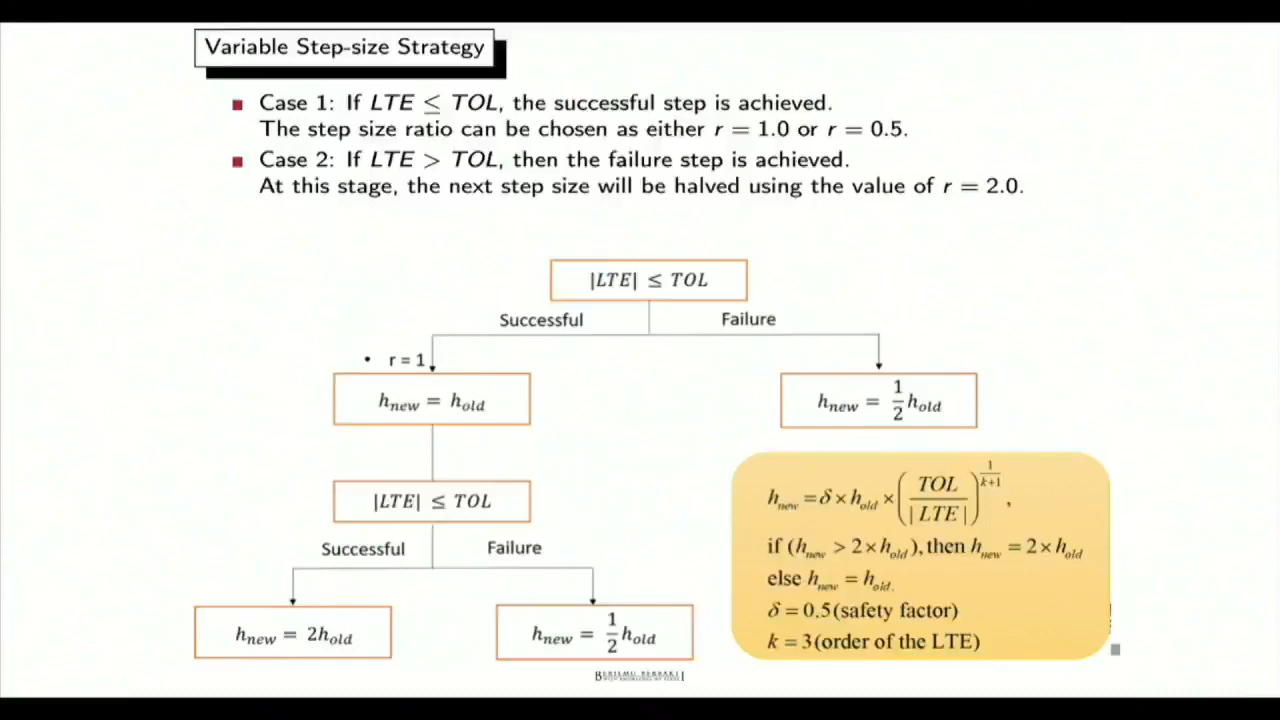 Variable Step-size Strategy
Case 1: If LTE ≤ TOL, the successful step is achieved.
The step size ratio can be chosen as either r = 1.0 or r = 0.5.
Case 2: If LTE > TOL, then the failure step is achieved.
At this stage, the next step size will be halved using the value of r = 2.0.
|LTE| ≤ TOL
Successful Failure
• r = 1
h_new = h_old
h_new = 1/2 h_old
|LTE| ≤ TOL
Successful Failure
h_new = 2h_old
h_new = 1/2 h_old
h_new = δ × h_old × (TOL / |LTE|)^(1/(k+1)),
if (h_new > 2 × h_old), then h_new = 2 × h_old
else h_new = h_old.
δ = 0.5 (safety factor)
k = 3 (order of the LTE)
BERILMU BERBAKTI